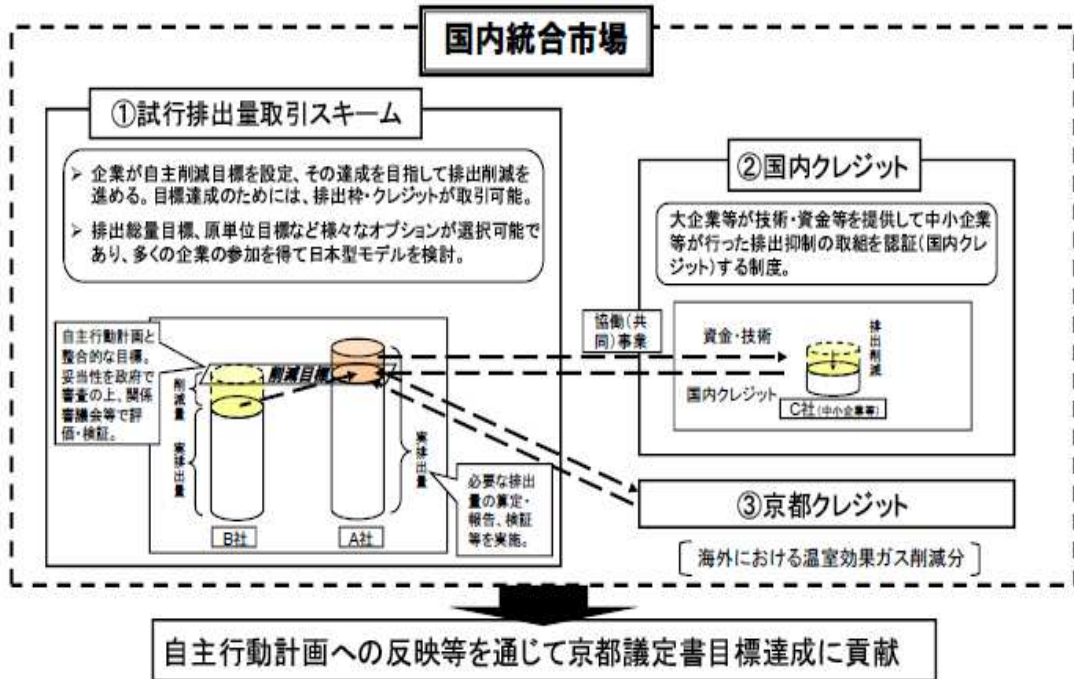 国内統合市場
①試行排出量取引スキーム
➢ 企業が自主削減目標を設定、その達成を目指して排出削減を
進める。目標達成のためには、排出枠・クレジットが取引可能。
➢ 排出総量目標、原単位目標など様々なオプションが選択可能で
あり、多くの企業の参加を得て日本型モデルを検討。
自主行動計画と
整合的な目標。
妥当性を政府で
審査の上、関係
審議会等で評
価・検証。
削減目標
削減量
実排出量
実排出量
B社
A社
必要な排出
量の算定・
報告、検証
等を実施。
協働(共
同)事業
②国内クレジット
大企業等が技術・資金等を提供して中小企業
等が行った排出抑制の取組を認証(国内クレ
ジット)する制度。
資金・技術
国内クレジット
排出削減
C社(中小企業等)
③京都クレジット
海外における温室効果ガス削減分
自主行動計画への反映等を通じて京都議定書目標達成に貢献